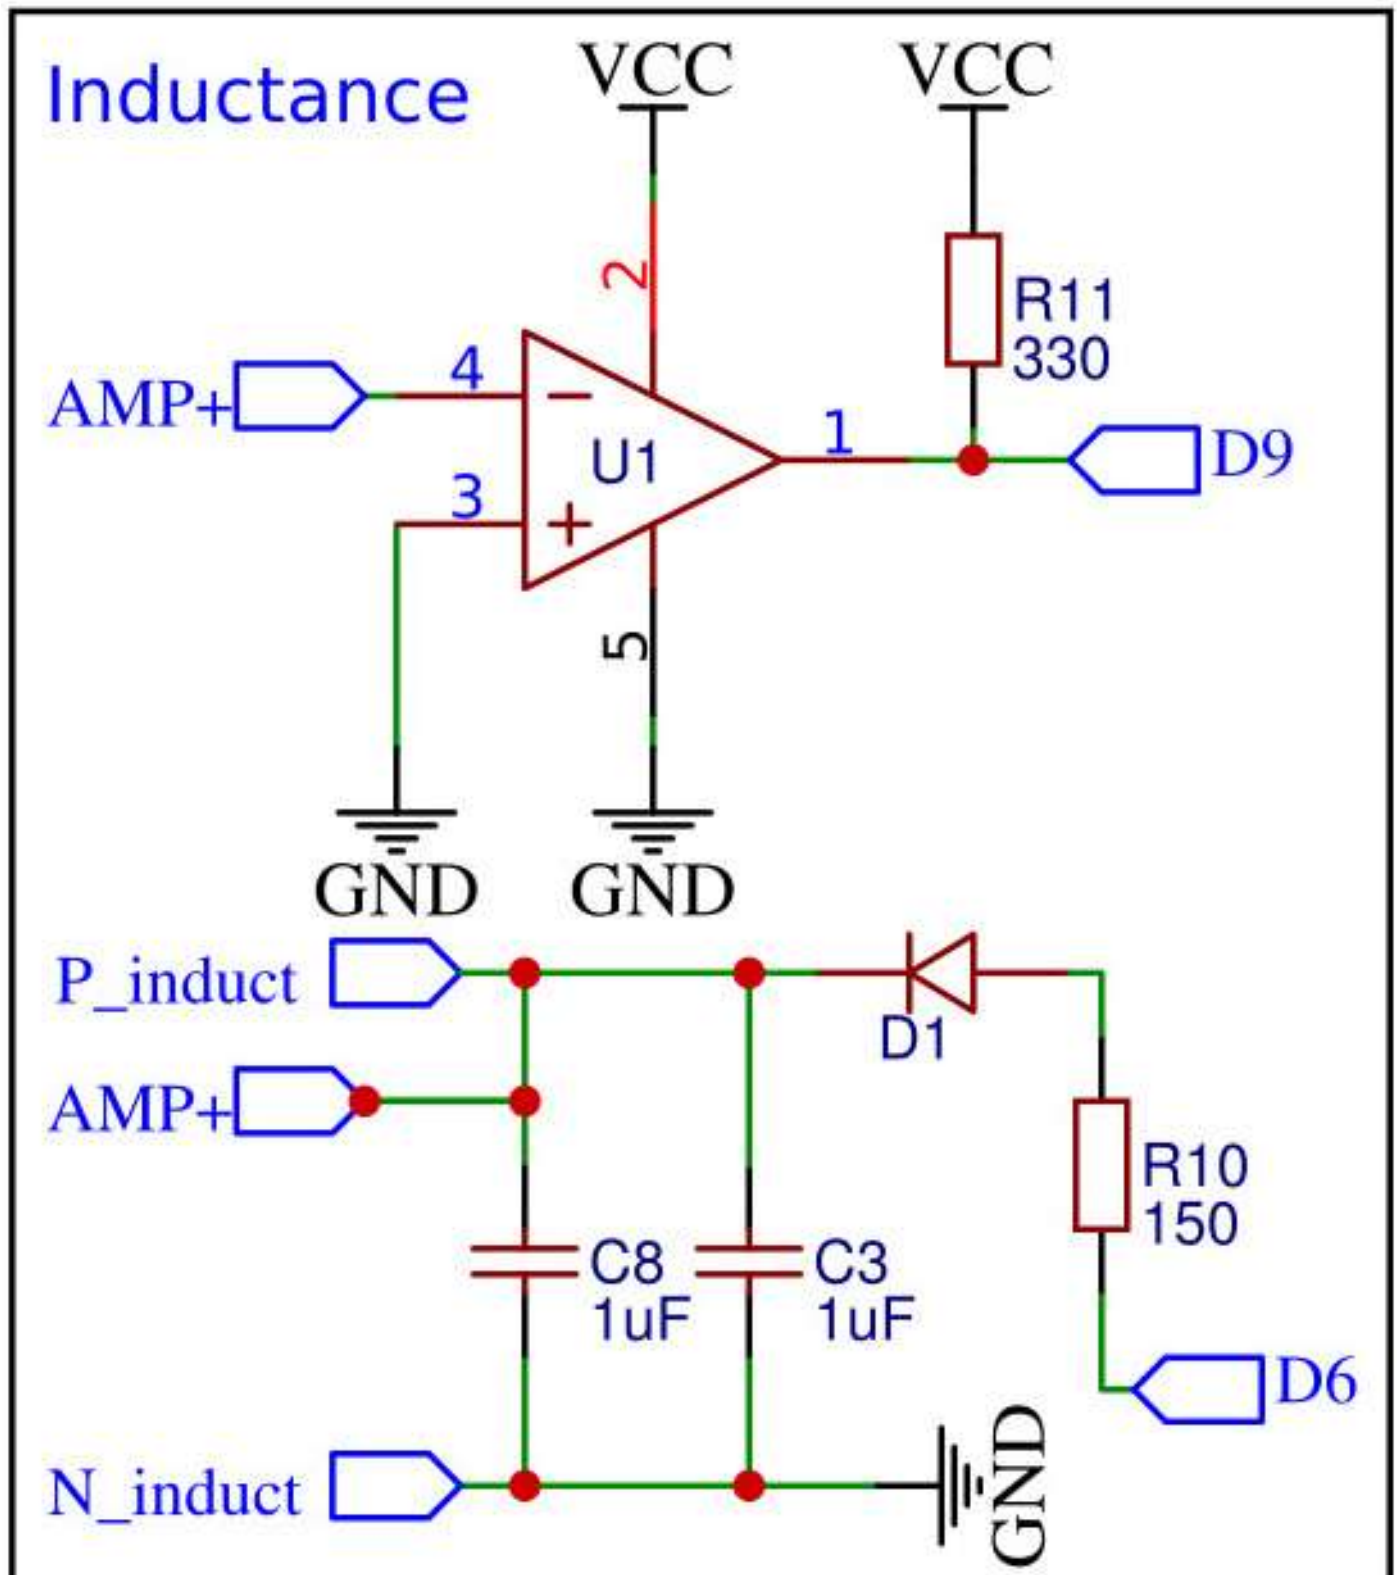 Inductance
VCC
VCC
2
R11
330
AMP+
4
U1
1
D9
3
5
GND
GND
P_induct
D1
AMP+
R10
150
C8
1uF
C3
1uF
D6
N_induct
GND